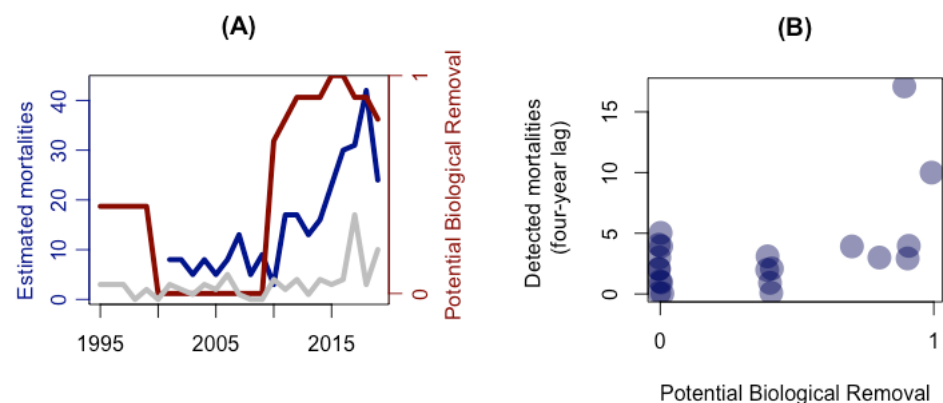 (A)
Estimated mortalities
0
10
20
30
40
1995
2005
2015
0
1
Potential Biological Removal
(B)
Detected mortalities
(four-year lag)
0
5
10
15
0
1
Potential Biological Removal